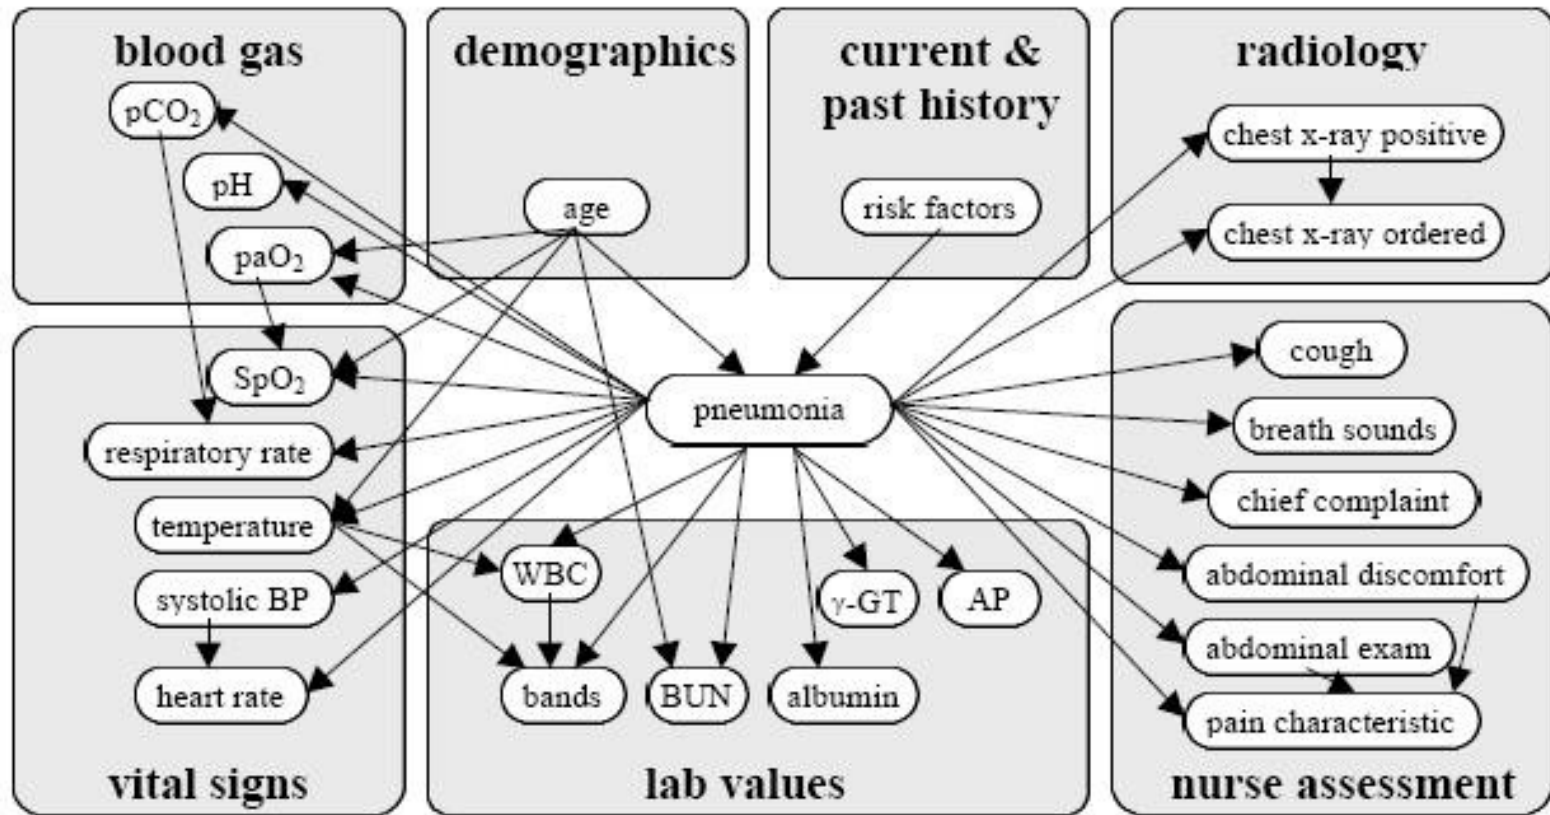 blood gas
pCO₂
pH
paO₂
demographics
age
current &
past history
risk factors
radiology
chest x-ray positive
chest x-ray ordered
SpO₂
respiratory rate
temperature
systolic BP
heart rate
vital signs
pneumonia
WBC
γ-GT
AP
bands
BUN
albumin
lab values
cough
breath sounds
chief complaint
abdominal discomfort
abdominal exam
pain characteristic
nurse assessment